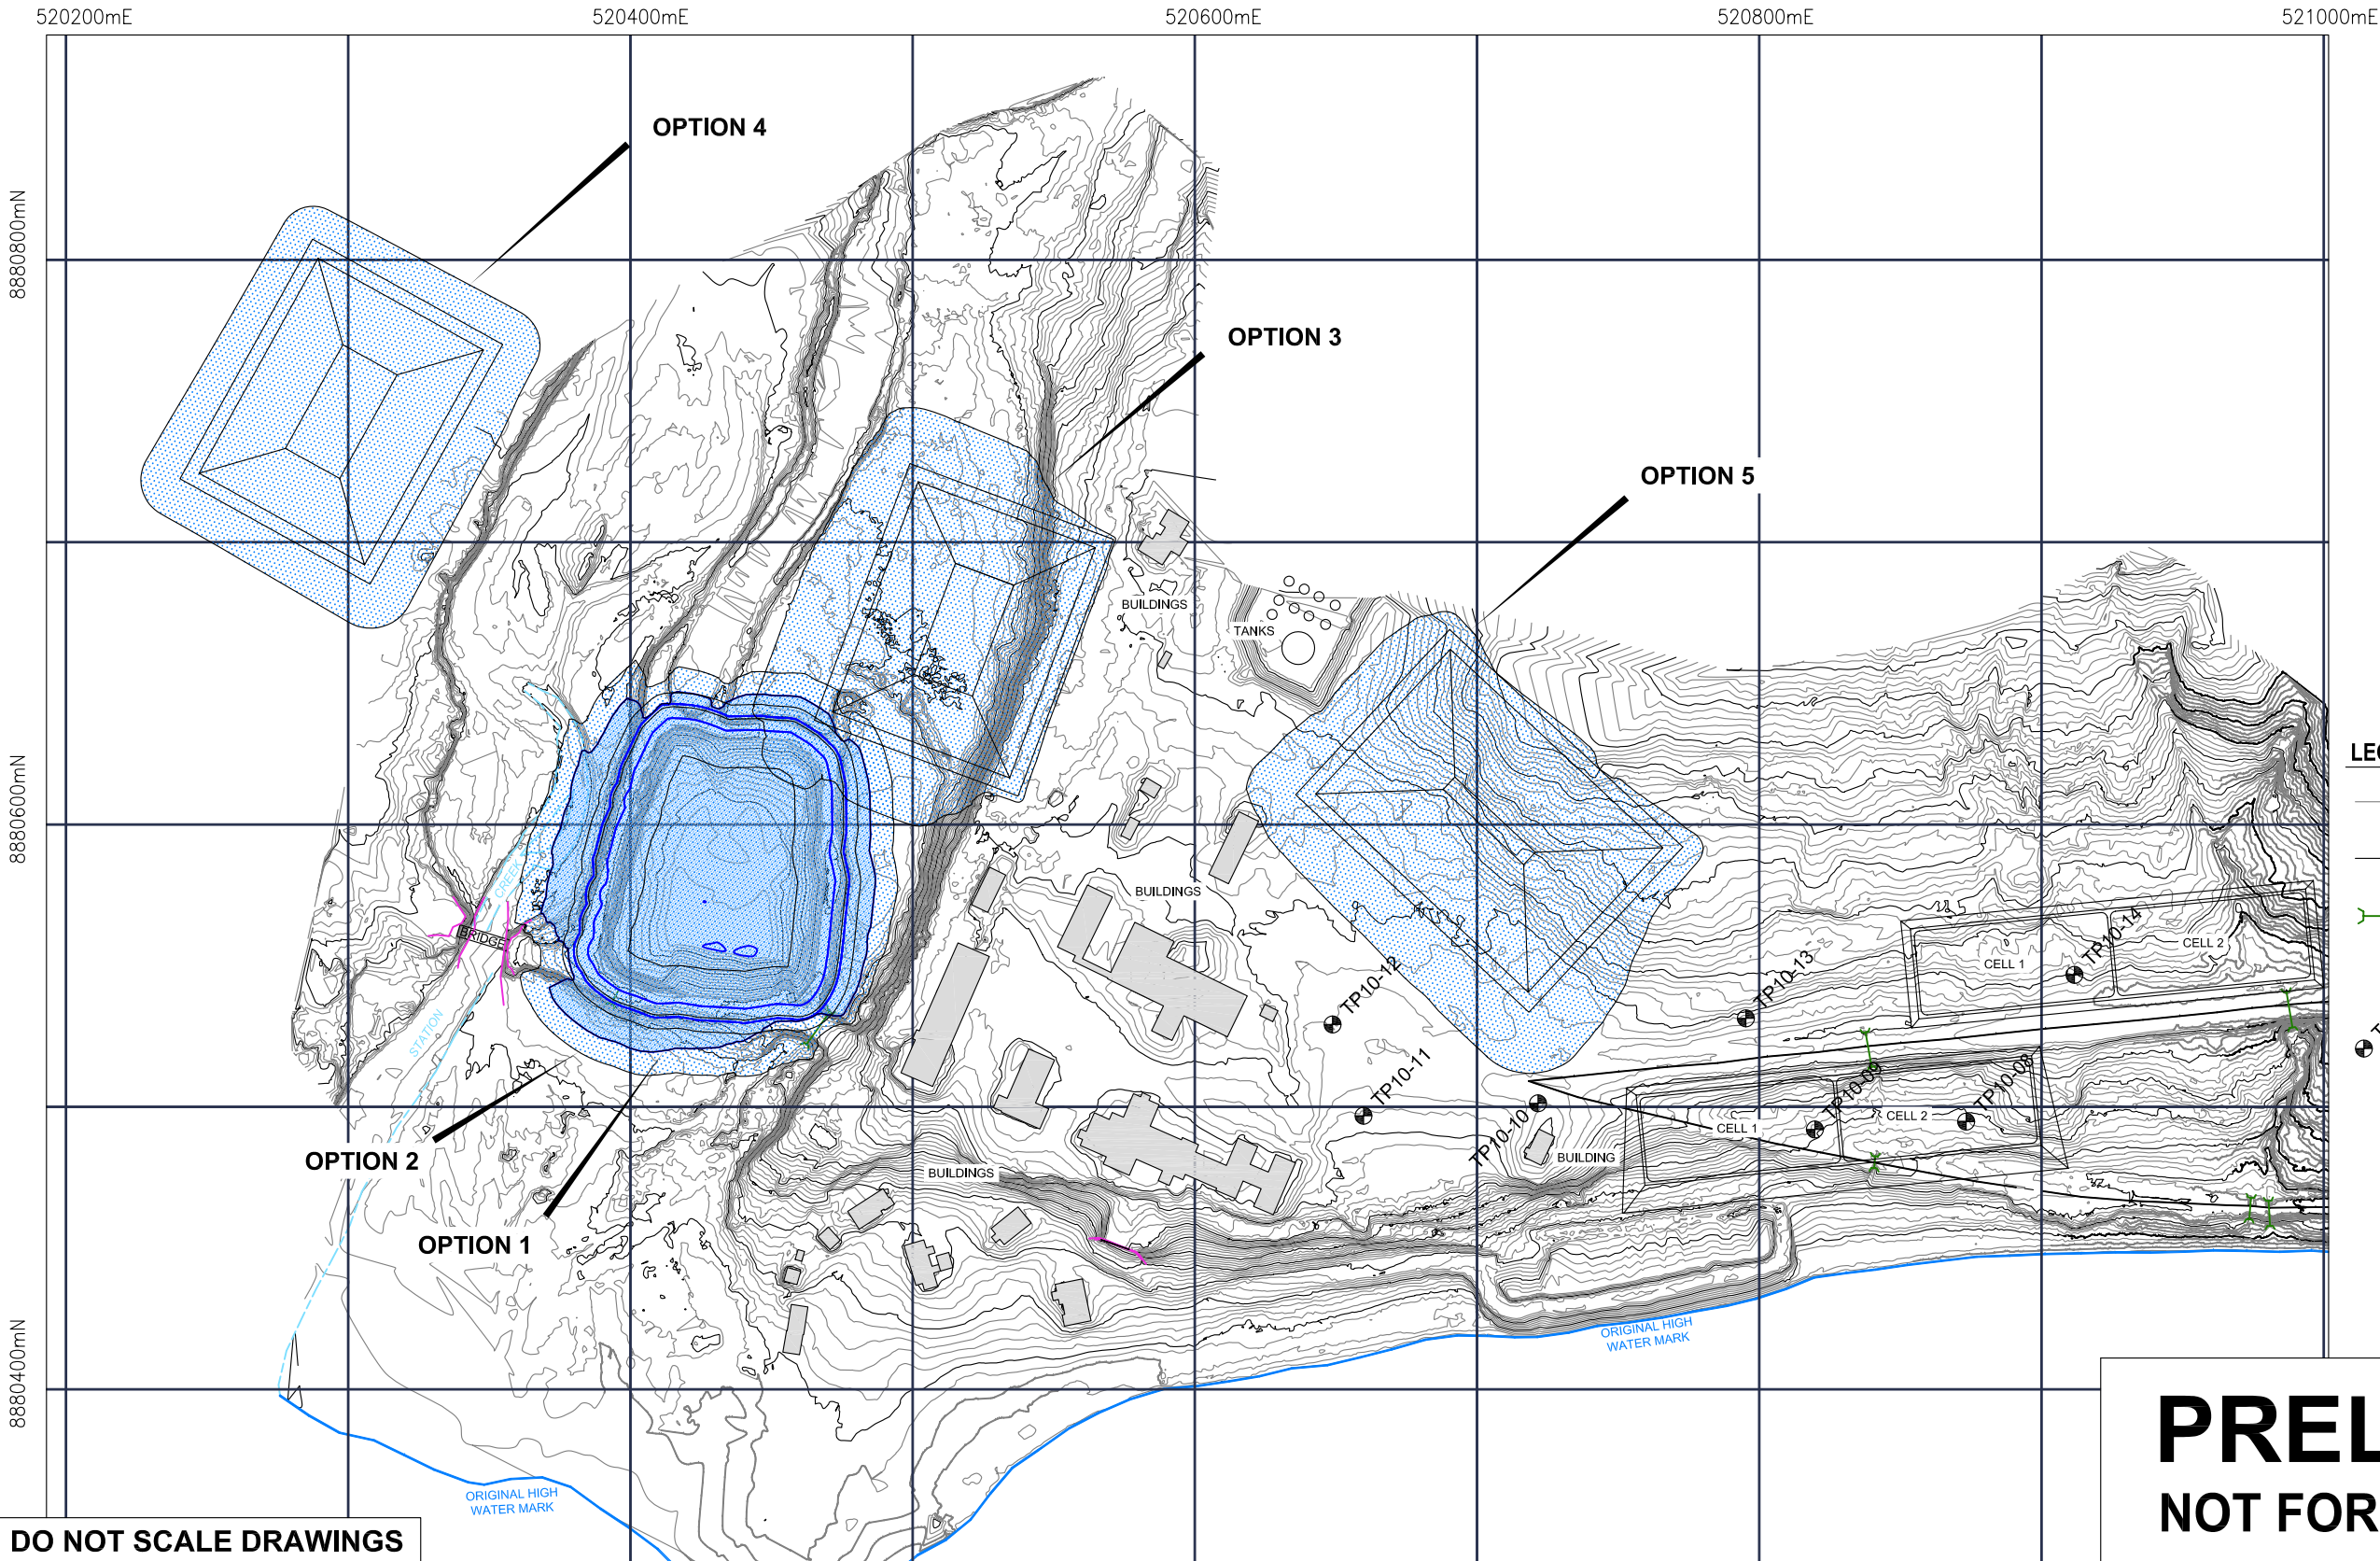 520200mE
520400mE
520600mE
520800mE
521000mE
8880800mN
8880600mN
8880400mN
OPTION 4
OPTION 3
OPTION 5
BUILDINGS
TANKS
LEG
BUILDINGS
CREEK
BRIDGE
STATION
TP10-12
TP10-13
TP10-14
CELL 1
CELL 2
TP10-11
TP10-10
TP10-09
TP10-08
CELL 1
CELL 2
BUILDING
OPTION 2
OPTION 1
BUILDINGS
ORIGINAL HIGH
WATER MARK
ORIGINAL HIGH
WATER MARK
PREL
NOT FOR
DO NOT SCALE DRAWINGS